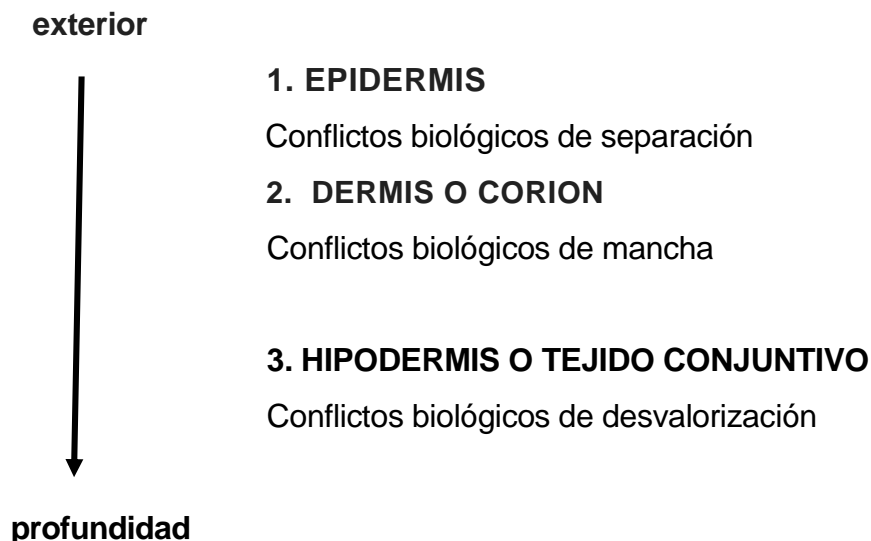 exterior
1. EPIDERMIS
Conflictos biológicos de separación
2. DERMIS O CORION
Conflictos biológicos de mancha
3. HIPODERMIS O TEJIDO CONJUNTIVO
Conflictos biológicos de desvalorización
profundidad